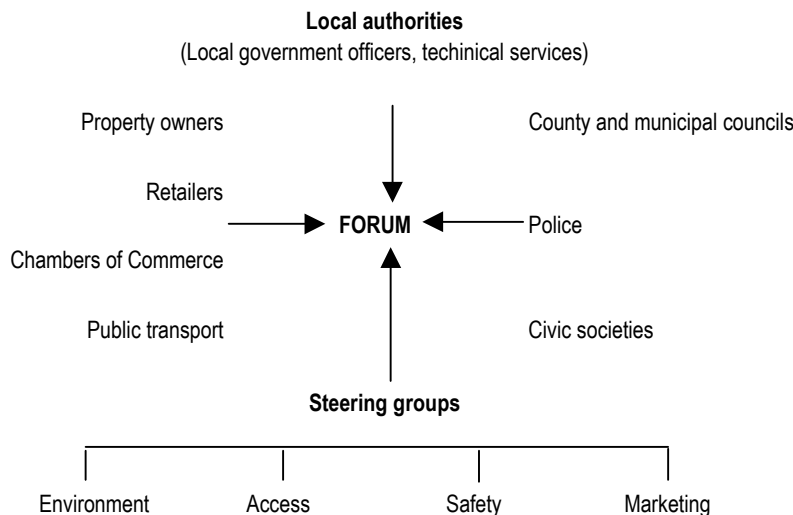 Local authorities
(Local government officers, techinical services)
Property owners
County and municipal councils
Retailers
FORUM
Police
Chambers of Commerce
Public transport
Civic societies
Steering groups
Environment
Access
Safety
Marketing